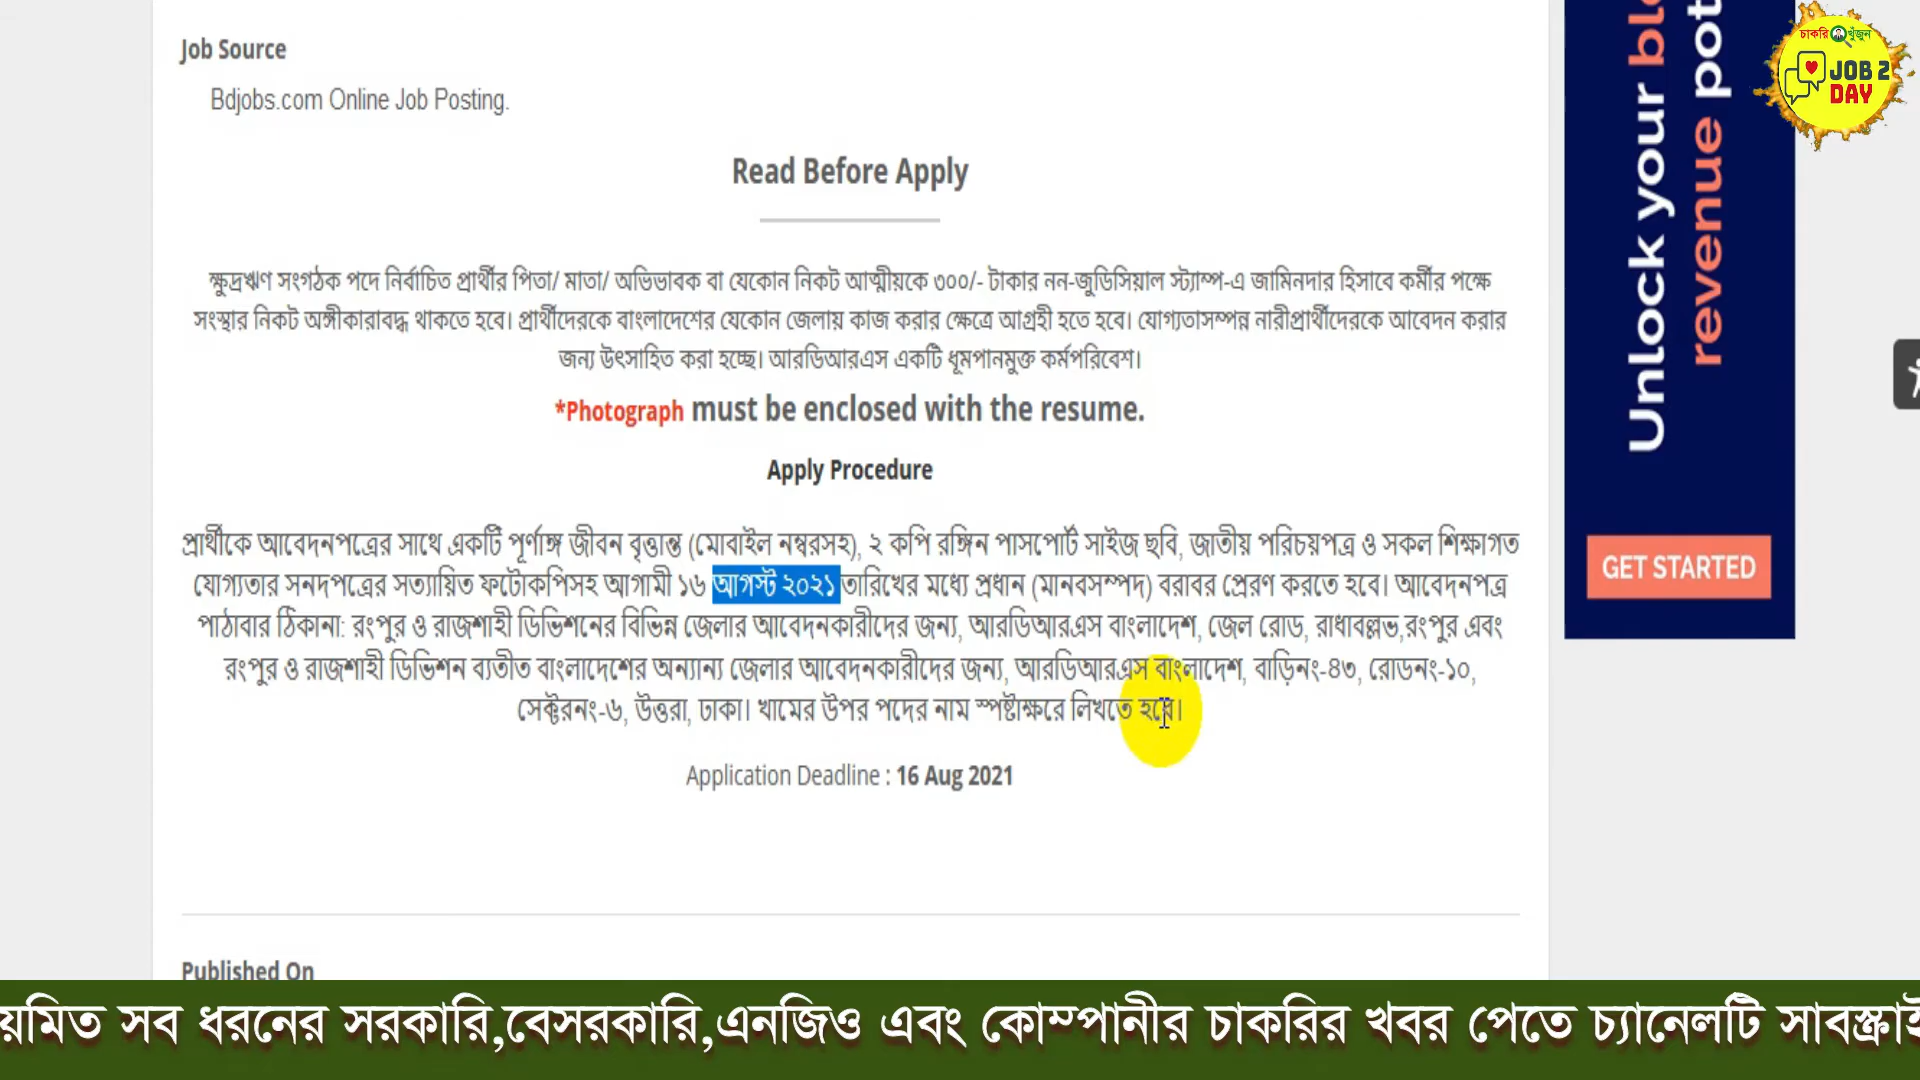 Job Source
Bdjobs.com Online Job Posting.
Read Before Apply
ক্ষুদ্রঋণ সংগঠক পদে নির্বাচিত প্রার্থীর পিতা/ মাতা/ অভিভাবক বা যেকোন নিকট আত্মীয়কে ৩০০/- টাকার নন-জুডিসিয়াল স্ট্যাম্প-এ জামিনদার হিসাবে কর্মীর পক্ষে
সংস্থার নিকট অঙ্গীকারাবদ্ধ থাকতে হবে। প্রার্থীদেরকে বাংলাদেশের যেকোন জেলায় কাজ করার ক্ষেত্রে আগ্রহী হতে হবে। যোগ্যতাসম্পন্ন নারীপ্রার্থীদেরকে আবেদন করার
জন্য উৎসাহিত করা হচ্ছে। আরডিআরএস একটি ধূমপানমুক্ত কর্মপরিবেশ।
*Photograph must be enclosed with the resume.
Apply Procedure
প্রার্থীকে আবেদনপত্রের সাথে একটি পূর্ণাঙ্গ জীবন বৃত্তান্ত (মোবাইল নম্বরসহ), ২ কপি রঙ্গিন পাসপোর্ট সাইজ ছবি, জাতীয় পরিচয়পত্র ও সকল শিক্ষাগত
যোগ্যতার সনদপত্রের সত্যায়িত ফটোকপিসহ আগামী ১৬ আগস্ট ২০২১ তারিখের মধ্যে প্রধান (মানবসম্পদ) বরাবর প্রেরণ করতে হবে। আবেদনপত্র
পাঠাবার ঠিকানা: রংপুর ও রাজশাহী ডিভিশনের বিভিন্ন জেলার আবেদনকারীদের জন্য, আরডিআরএস বাংলাদেশ, জেল রোড, রাধাবল্লভ,রংপুর এবং
রংপুর ও রাজশাহী ডিভিশন ব্যতীত বাংলাদেশের অন্যান্য জেলার আবেদনকারীদের জন্য, আরডিআরএস বাংলাদেশ, বাড়িনং-৪৩, রোডনং-১০,
সেক্টরনং-৬, উত্তরা, ঢাকা। খামের উপর পদের নাম স্পষ্টাক্ষরে লিখতে হবে।
Application Deadline : 16 Aug 2021
Published On
Unlock your
revenue
GET STARTED
চাকরি খুঁজুন
JOB 2
DAY
সব ধরনের সরকারি,বেসরকারি,এনজিও এবং কোম্পানীর চাকরির খবর পেতে চ্যানেলটি